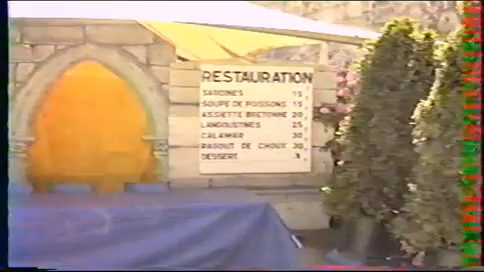 RESTAURATION
SARDINES 15
SOUPE DE POISSONS 15
ASSIETTE BRETONNE 20
LANGOUSTINES 25
CALAMAR 30
RAGOUT DE CHOUX 30
DESSERT